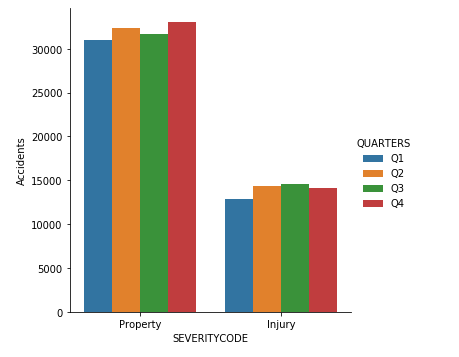 30000
25000
20000
15000
10000
5000
0
Accidents
Property Injury
SEVERITYCODE
QUARTERS
Q1
Q2
Q3
Q4